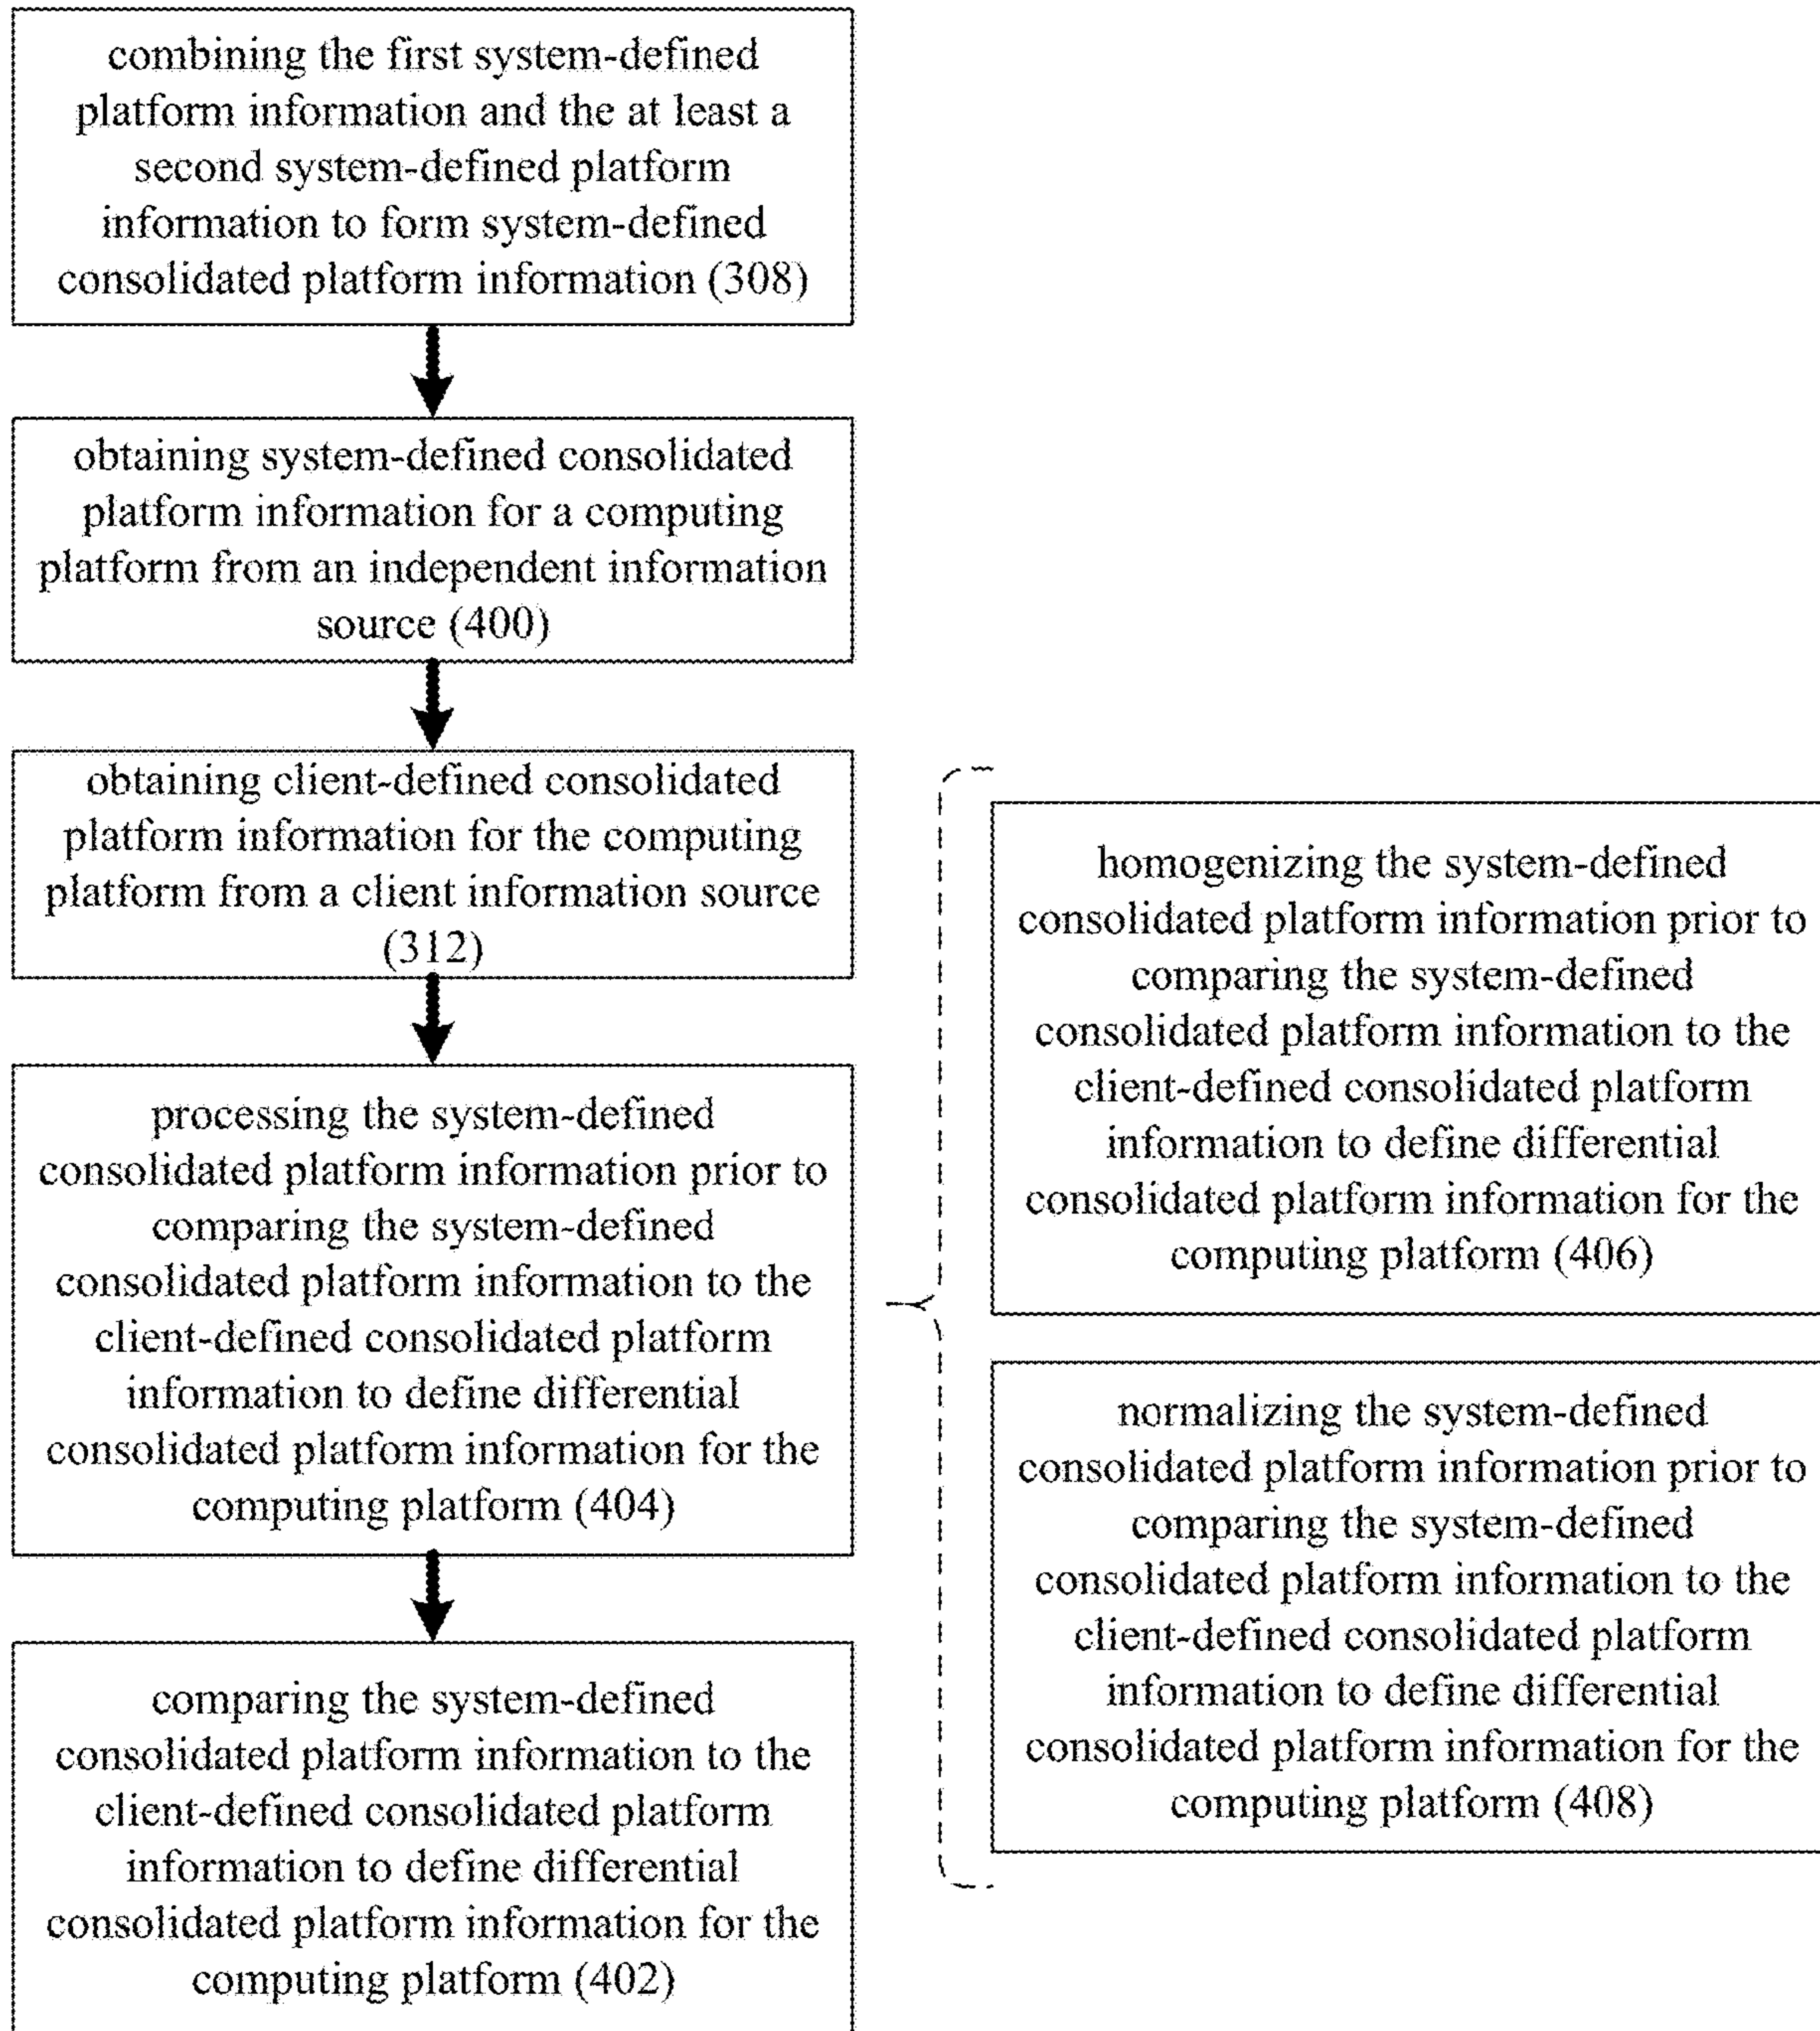 combining the first system-defined
platform information and the at least a
second system-defined platform
information to form system-defined
consolidated platform information (308)
obtaining system-defined consolidated
platform information for a computing
platform from an independent information
source (400)
obtaining client-defined consolidated
platform information for the computing
platform from a client information source
(312)
processing the system-defined
consolidated platform information prior to
comparing the system-defined
consolidated platform information to the
client-defined consolidated platform
information to define differential
consolidated platform information for the
computing platform (404)
comparing the system-defined
consolidated platform information to the
client-defined consolidated platform
information to define differential
consolidated platform information for the
computing platform (402)
homogenizing the system-defined
consolidated platform information prior to
comparing the system-defined
consolidated platform information to the
client-defined consolidated platform
information to define differential
consolidated platform information for the
computing platform (406)
normalizing the system-defined
consolidated platform information prior to
comparing the system-defined
consolidated platform information to the
client-defined consolidated platform
information to define differential
consolidated platform information for the
computing platform (408)